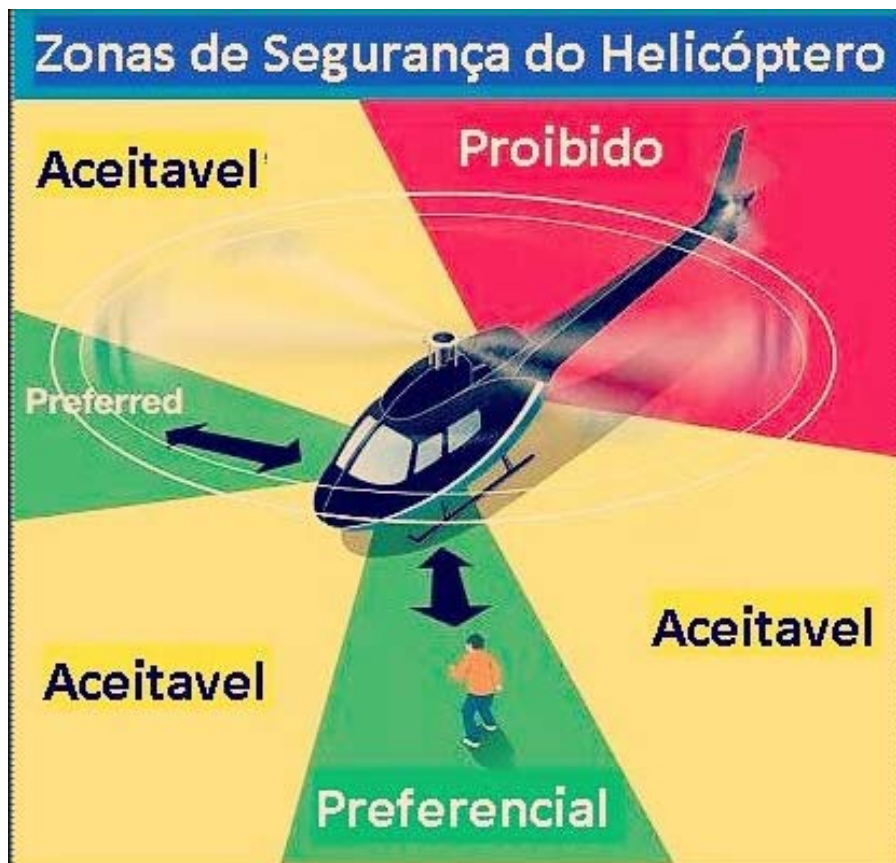 Zonas de Segurança do Helicóptero
Aceitavel
Proibido
Preferred
Aceitavel
Aceitavel
Preferencial